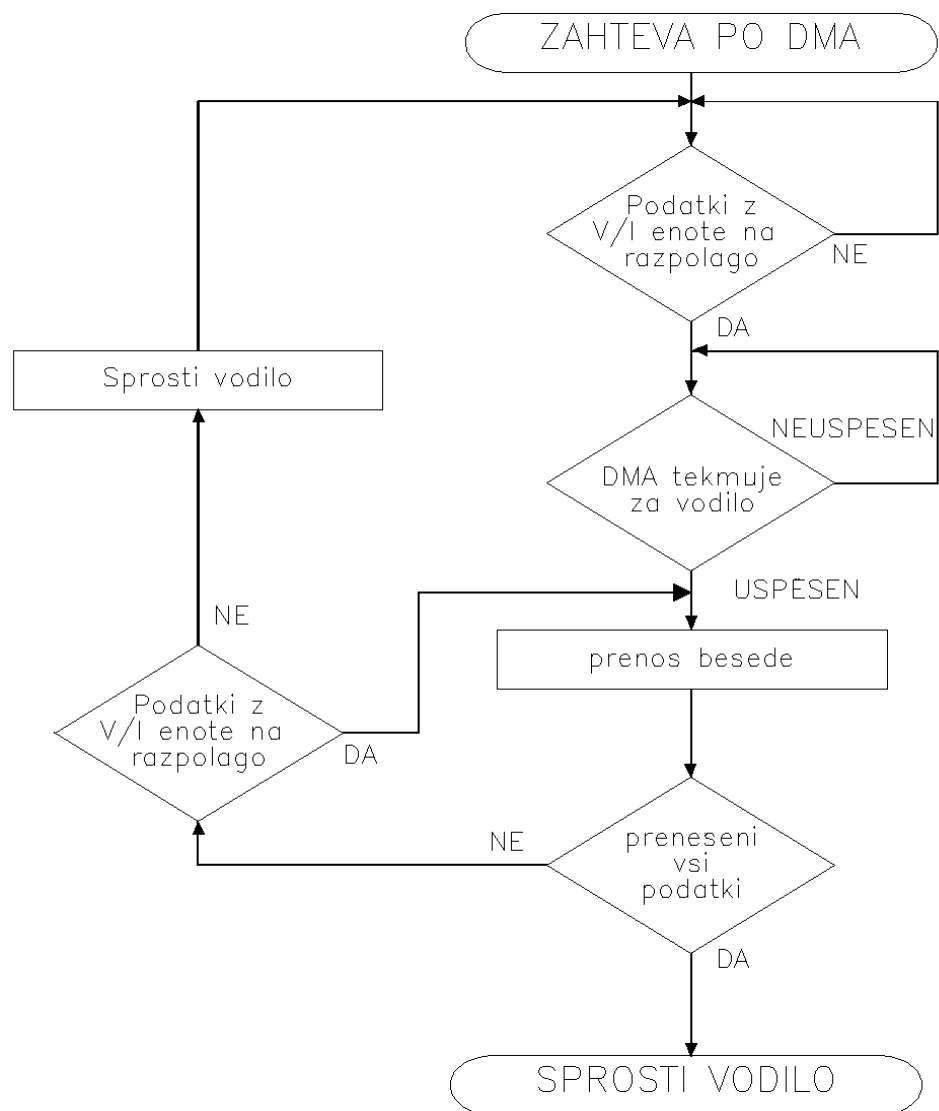 ZAHTEVA PO DMA
Podatki z
V/I enote na
razpolago
NE
DA
Sprosti vodilo
NEUSPESEN
DMA tekmuje
za vodilo
USPESEN
NE
prenos besede
Podatki z
V/I enote na
razpolago
DA
NE
preneseni
vsi
podatki
DA
SPROSTI VODILO